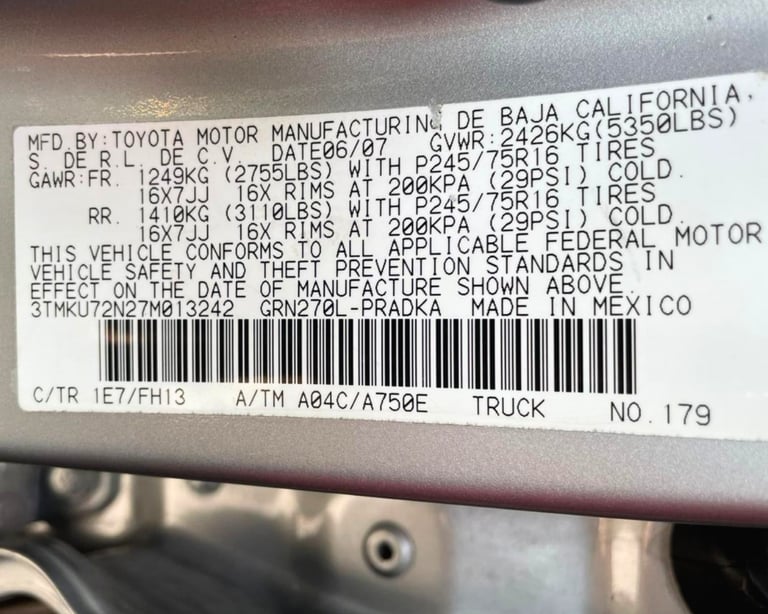 MFD.BY:TOYOTA MOTOR MANUFACTURING DE BAJA CALIFORNIA,
S. DE R.L. DE C.V. DATE06/07 GVWR:2426KG(5350LBS)
GAWR:FR. 1249KG (2755LBS) WITH P245/75R16 TIRES
16X7JJ 16X RIMS AT 200KPA (29PSI) COLD.
RR. 1410KG (3110LBS) WITH P245/75R16 TIRES
16X7JJ 16X RIMS AT 200KPA (29PSI) COLD.
THIS VEHICLE CONFORMS TO ALL APPLICABLE FEDERAL MOTOR
VEHICLE SAFETY AND THEFT PREVENTION STANDARDS IN
EFFECT ON THE DATE OF MANUFACTURE SHOWN ABOVE.
3TMKU72N27M013242 GRN270L-PRADKA MADE IN MEXICO
C/TR 1E7/FH13 A/TM A04C/A750E TRUCK NO.179